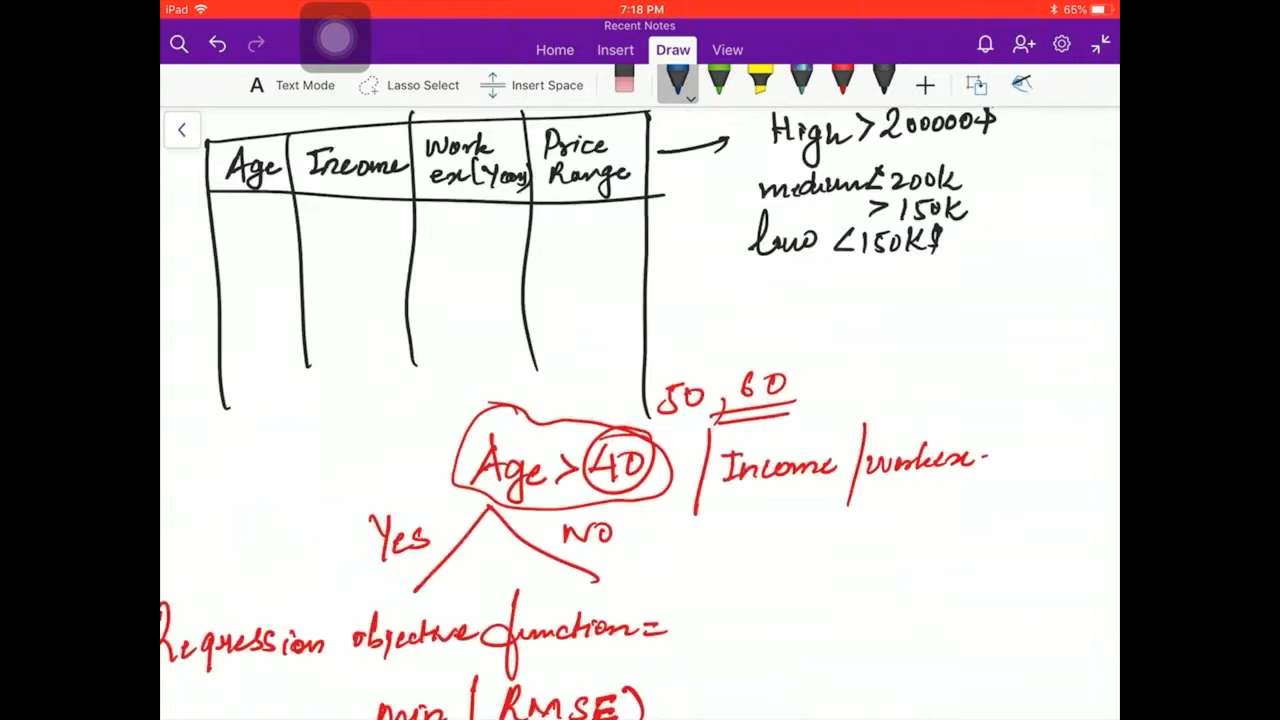 iPad 7:18 PM 65%
Recent Notes
Home Insert Draw View
A Text Mode Lasso Select Insert Space
High > 200000$
Age Income Work ex(Years) Price Range
medium < 200k
> 150K
low < 150K$
50, 60
Age > 40 / Income / workex.
Yes NO
Regression objective function =
min ( RMSE )